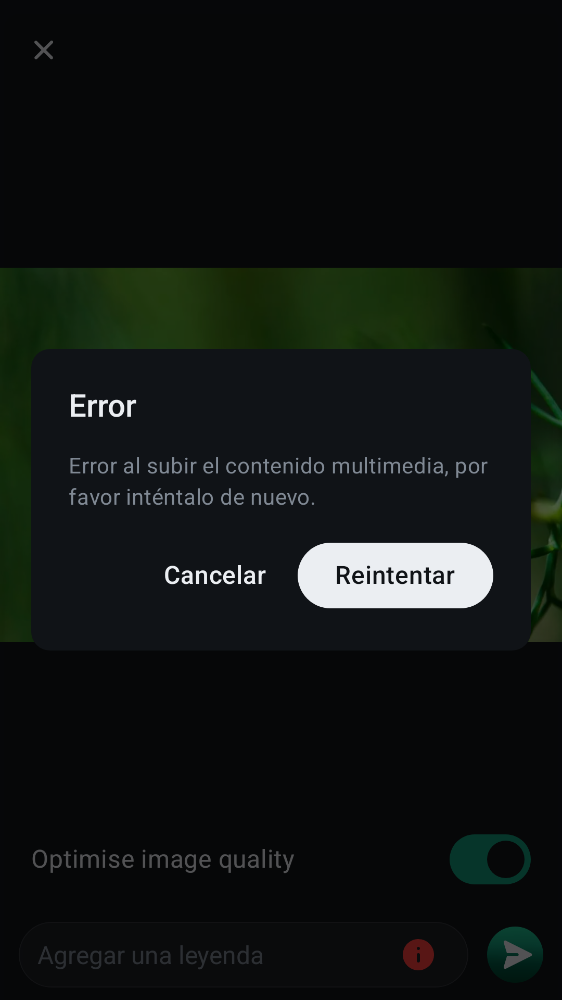 Error
Error al subir el contenido multimedia, por
favor inténtalo de nuevo.
Cancelar
Reintentar
Optimise image quality
Agregar una leyenda